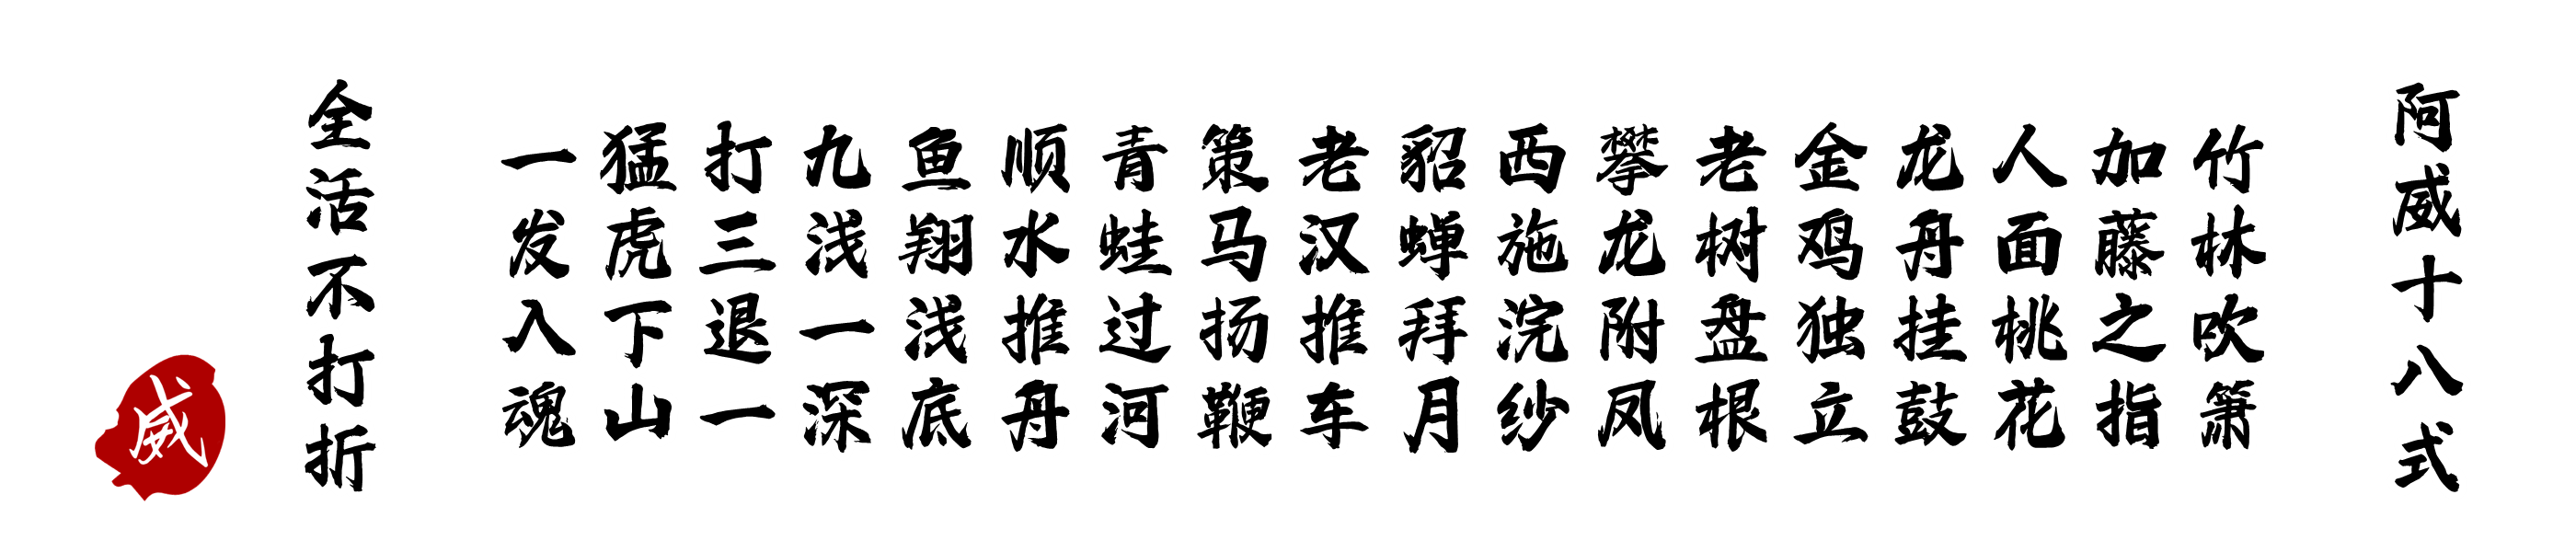 阿威十八式
竹林吹箫
加藤之指
人面桃花
龙舟挂鼓
金鸡独立
老树盘根
攀龙附凤
西施浣纱
貂蝉拜月
老汉推车
策马扬鞭
青蛙过河
顺水推舟
鱼翔浅底
九浅一深
打三退一
猛虎下山
一发入魂
全活不打折
威